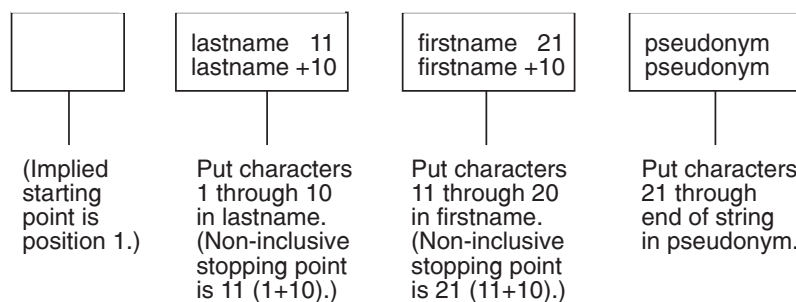 lastname 11
lastname +10
firstname 21
firstname +10
pseudonym
pseudonym
(Implied
starting
point is
position 1.)
Put characters
1 through 10
in lastname.
(Non-inclusive
stopping point
is 11 (1+10).)
Put characters
11 through 20
in firstname.
(Non-inclusive
stopping point
is 21 (11+10).)
Put characters
21 through
end of string
in pseudonym.